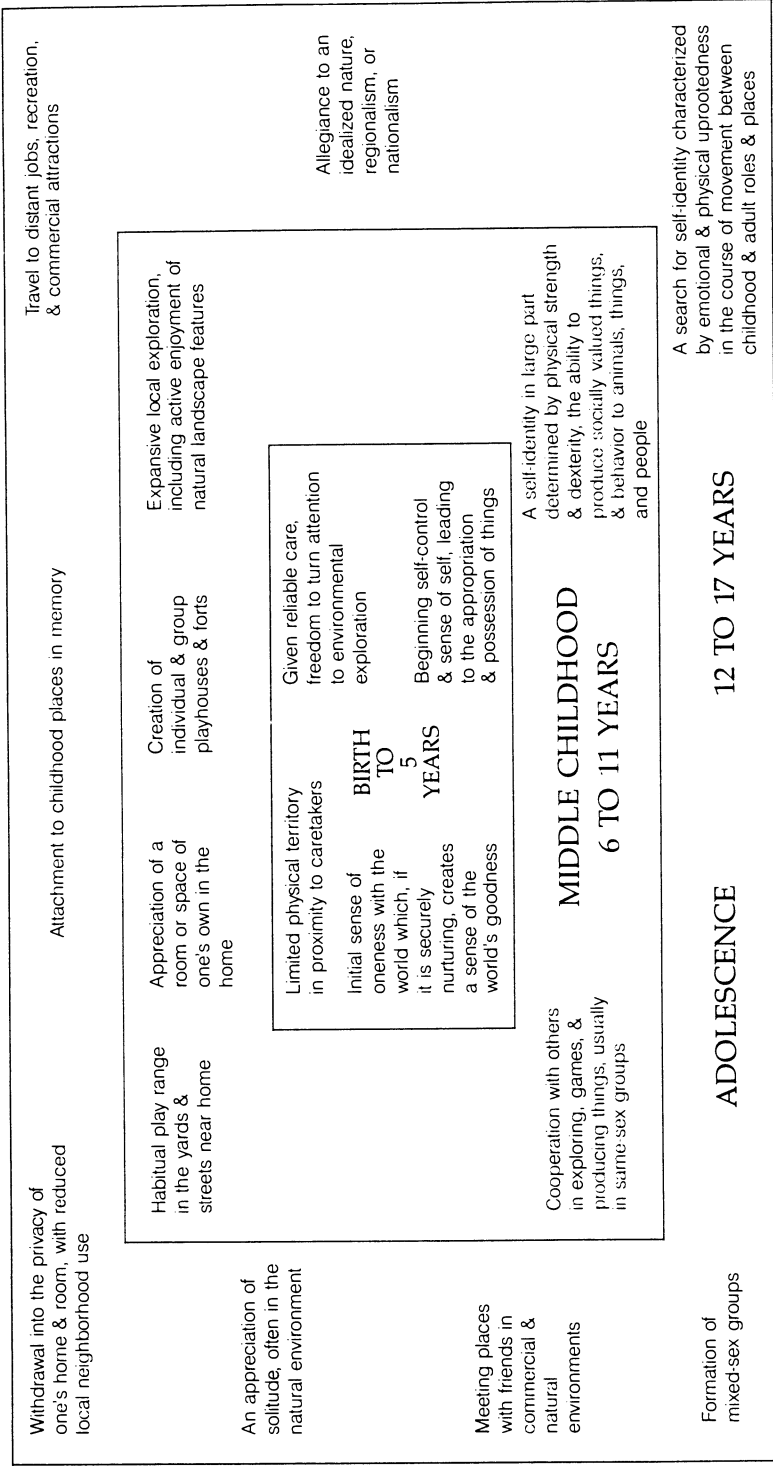 Withdrawal into the privacy of
one's home & room, with reduced
local neighborhood use
Attachment to childhood places in memory
Travel to distant jobs, recreation,
& commercial attractions
An appreciation of
solitude, often in the
natural environment
Meeting places
with friends in
commercial &
natural
environments
Allegiance to an
idealized nature,
regionalism, or
nationalism
Habitual play range
in the yards &
streets near home
Appreciation of a
room or space of
one's own in the
home
Creation of
individual & group
playhouses & forts
Expansive local exploration,
including active enjoyment of
natural landscape features
Limited physical territory
in proximity to caretakers
Given reliable care,
freedom to turn attention
to environmental
exploration
Initial sense of
oneness with the
world which, if
it is securely
nurturing, creates
a sense of the
world's goodness
BIRTH
TO
5
YEARS
Beginning self-control
& sense of self, leading
to the appropriation
& possession of things
Cooperation with others
in exploring, games, &
producing things, usually
in same-sex groups
MIDDLE CHILDHOOD
6 TO 11 YEARS
A self-identity in large part
determined by physical strength
& dexterity, the ability to
produce socially valued things,
& behavior to animals, things,
and people
Formation of
mixed-sex groups
ADOLESCENCE
12 TO 17 YEARS
A search for self-identity characterized
by emotional & physical uprootedness
in the course of movement between
childhood & adult roles & places